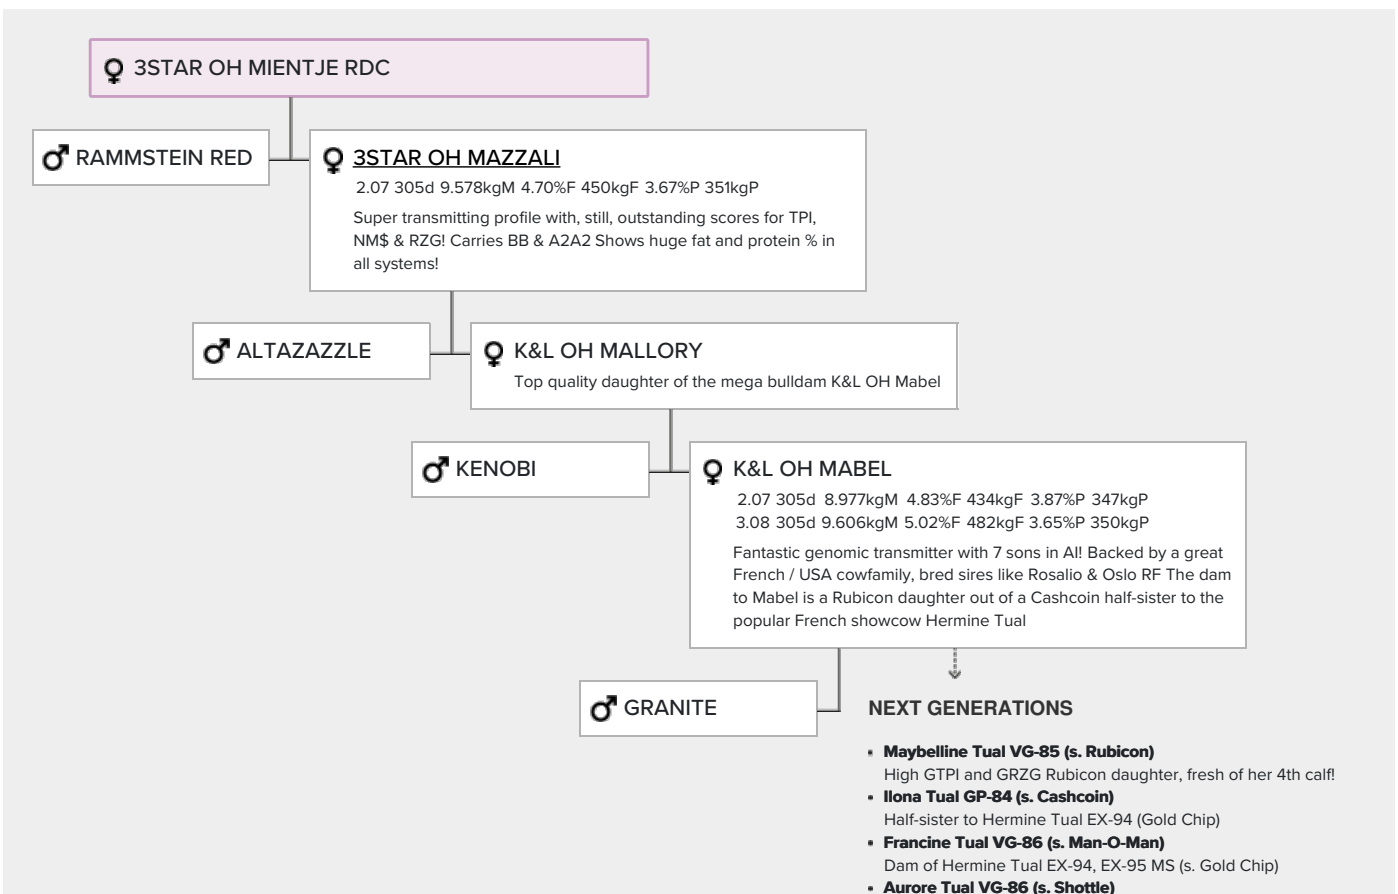 3STAR OH MIENTJE RDC
RAMMSTEIN RED
3STAR OH MAZZALI
2.07 305d 9.578kgM 4.70%F 450kgF 3.67%P 351kgP
Super transmitting profile with, still, outstanding scores for TPI,
NM$ & RZG! Carries BB & A2A2 Shows huge fat and protein % in
all systems!
ALTAZAZZLE
K&L OH MALLORY
Top quality daughter of the mega bulldam K&L OH Mabel
KENOBI
K&L OH MABEL
2.07 305d 8.977kgM 4.83%F 434kgF 3.87%P 347kgP
3.08 305d 9.606kgM 5.02%F 482kgF 3.65%P 350kgP
Fantastic genomic transmitter with 7 sons in AI! Backed by a great
French / USA cowfamily, bred sires like Rosalio & Oslo RF The dam
to Mabel is a Rubicon daughter out of a Cashcoin half-sister to the
popular French showcow Hermine Tual
GRANITE
NEXT GENERATIONS
• Maybelline Tual VG-85 (s. Rubicon)
High GTPI and GRZG Rubicon daughter, fresh of her 4th calf!
• Ilona Tual GP-84 (s. Cashcoin)
Half-sister to Hermine Tual EX-94 (Gold Chip)
• Francine Tual VG-86 (s. Man-O-Man)
Dam of Hermine Tual EX-94, EX-95 MS (s. Gold Chip)
• Aurore Tual VG-86 (s. Shottle)